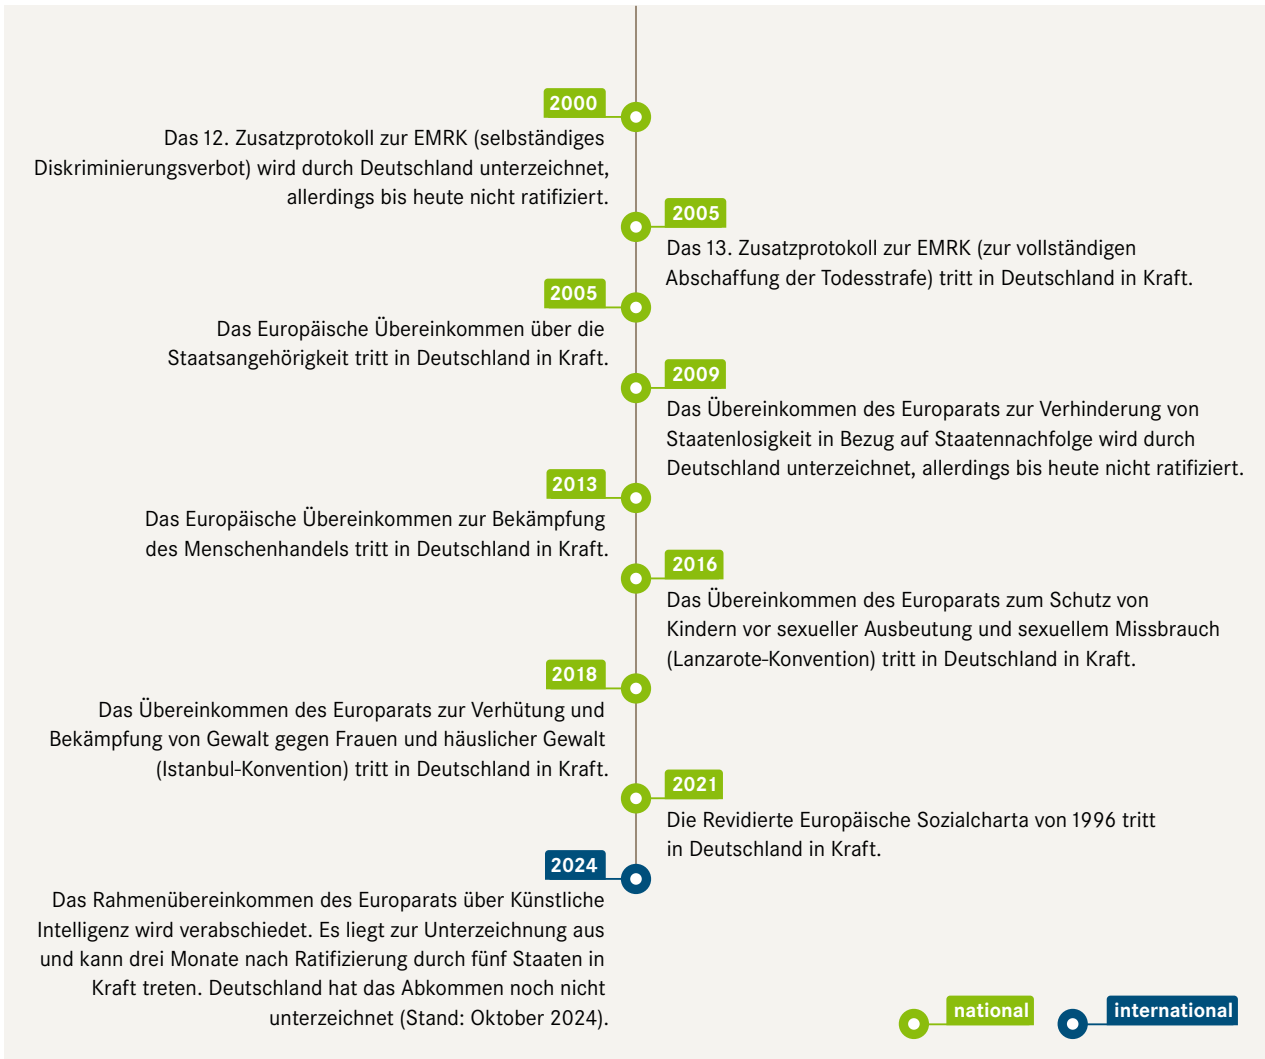 2000
Das 12. Zusatzprotokoll zur EMRK (selbständiges
Diskriminierungsverbot) wird durch Deutschland unterzeichnet,
allerdings bis heute nicht ratifiziert.
2005
Das 13. Zusatzprotokoll zur EMRK (zur vollständigen
Abschaffung der Todesstrafe) tritt in Deutschland in Kraft.
2005
Das Europäische Übereinkommen über die
Staatsangehörigkeit tritt in Deutschland in Kraft.
2009
Das Übereinkommen des Europarats zur Verhinderung von
Staatenlosigkeit in Bezug auf Staatennachfolge wird durch
Deutschland unterzeichnet, allerdings bis heute nicht ratifiziert.
2013
Das Europäische Übereinkommen zur Bekämpfung
des Menschenhandels tritt in Deutschland in Kraft.
2016
Das Übereinkommen des Europarats zum Schutz von
Kindern vor sexueller Ausbeutung und sexuellem Missbrauch
(Lanzarote-Konvention) tritt in Deutschland in Kraft.
2018
Das Übereinkommen des Europarats zur Verhütung und
Bekämpfung von Gewalt gegen Frauen und häuslicher Gewalt
(Istanbul-Konvention) tritt in Deutschland in Kraft.
2021
Die Revidierte Europäische Sozialcharta von 1996 tritt
in Deutschland in Kraft.
2024
Das Rahmenübereinkommen des Europarats über Künstliche
Intelligenz wird verabschiedet. Es liegt zur Unterzeichnung aus
und kann drei Monate nach Ratifizierung durch fünf Staaten in
Kraft treten. Deutschland hat das Abkommen noch nicht
unterzeichnet (Stand: Oktober 2024).
national
international